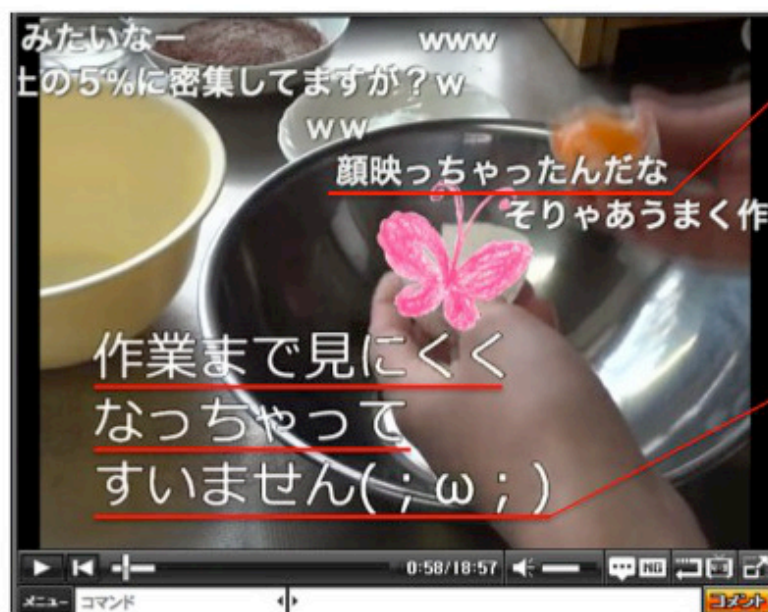 みたいなー
www
土の5%に密集してますが?w
ww
顔映っちゃったんだな
そりゃあうまく作
作業まで見にくく
なっちゃって
すいません(；ω；)
0:58/18:57
NG
メニュー
コマンド
コメント